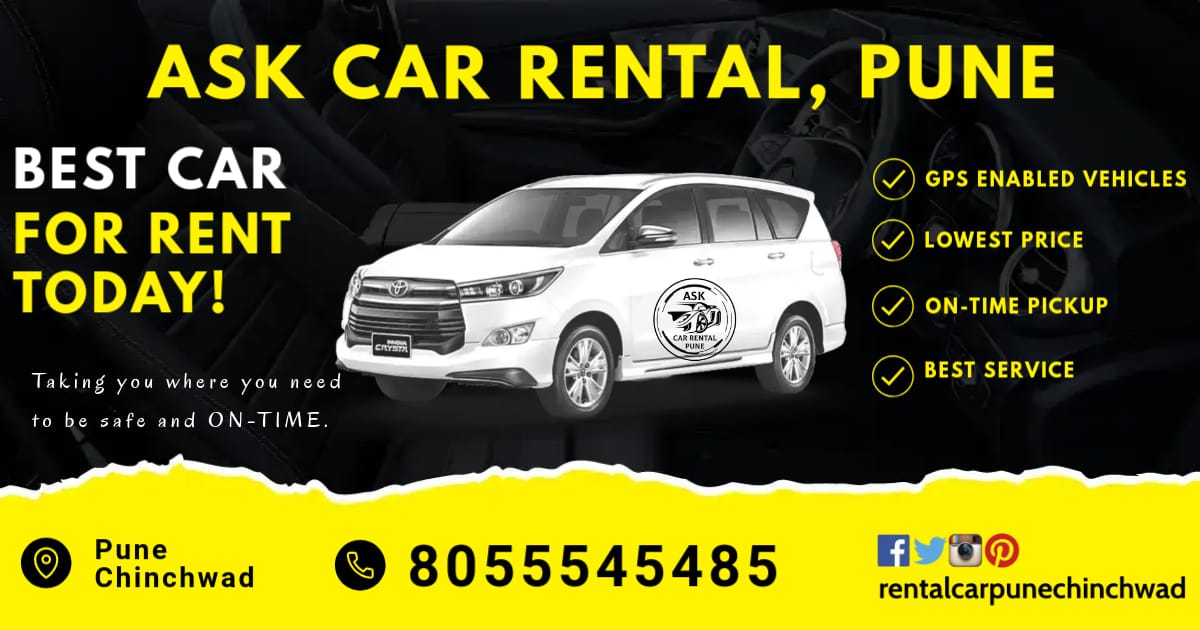 ASK CAR RENTAL, PUNE
BEST CAR
FOR RENT
TODAY!
Taking you where you need
to be safe and ON-TIME.
INNOVA
CRYSTA
ASK
CAR RENTAL
PUNE
GPS ENABLED VEHICLES
LOWEST PRICE
ON-TIME PICKUP
BEST SERVICE
Pune
Chinchwad
8055545485
rentalcarpunechinchwad